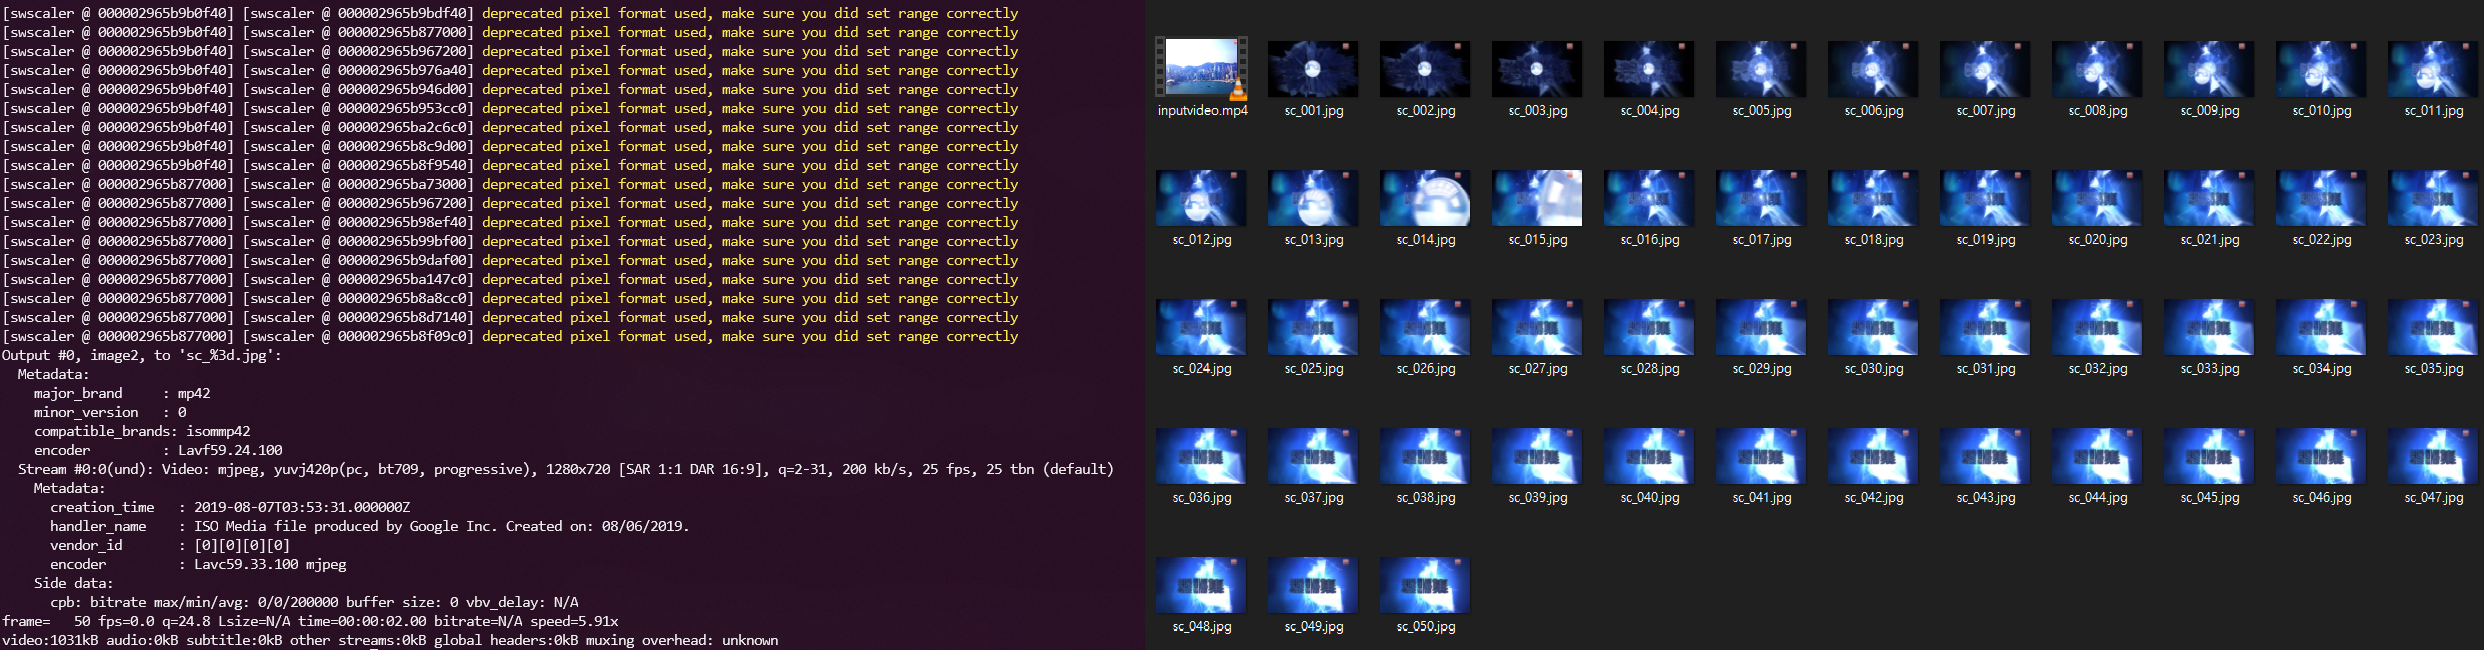 [swscaler @ 000002965b9b0f40] [swscaler @ 000002965b9bdf40] deprecated pixel format used, make sure you did set range correctly
[swscaler @ 000002965b9b0f40] [swscaler @ 000002965b877000] deprecated pixel format used, make sure you did set range correctly
[swscaler @ 000002965b9b0f40] [swscaler @ 000002965b967200] deprecated pixel format used, make sure you did set range correctly
[swscaler @ 000002965b9b0f40] [swscaler @ 000002965b976a40] deprecated pixel format used, make sure you did set range correctly
[swscaler @ 000002965b9b0f40] [swscaler @ 000002965b946d00] deprecated pixel format used, make sure you did set range correctly
[swscaler @ 000002965b9b0f40] [swscaler @ 000002965b953cc0] deprecated pixel format used, make sure you did set range correctly
[swscaler @ 000002965b9b0f40] [swscaler @ 000002965ba2c6c0] deprecated pixel format used, make sure you did set range correctly
[swscaler @ 000002965b9b0f40] [swscaler @ 000002965b8c9d00] deprecated pixel format used, make sure you did set range correctly
[swscaler @ 000002965b9b0f40] [swscaler @ 000002965b8f9540] deprecated pixel format used, make sure you did set range correctly
[swscaler @ 000002965b877000] [swscaler @ 000002965ba73000] deprecated pixel format used, make sure you did set range correctly
[swscaler @ 000002965b877000] [swscaler @ 000002965b967200] deprecated pixel format used, make sure you did set range correctly
[swscaler @ 000002965b877000] [swscaler @ 000002965b98ef40] deprecated pixel format used, make sure you did set range correctly
[swscaler @ 000002965b877000] [swscaler @ 000002965b99bf00] deprecated pixel format used, make sure you did set range correctly
[swscaler @ 000002965b877000] [swscaler @ 000002965b9daf00] deprecated pixel format used, make sure you did set range correctly
[swscaler @ 000002965b877000] [swscaler @ 000002965ba147c0] deprecated pixel format used, make sure you did set range correctly
[swscaler @ 000002965b877000] [swscaler @ 000002965b8a8cc0] deprecated pixel format used, make sure you did set range correctly
[swscaler @ 000002965b877000] [swscaler @ 000002965b8d7140] deprecated pixel format used, make sure you did set range correctly
[swscaler @ 000002965b877000] [swscaler @ 000002965b8f09c0] deprecated pixel format used, make sure you did set range correctly
Output #0, image2, to 'sc_%3d.jpg':
Metadata:
major_brand : mp42
minor_version : 0
compatible_brands: isommp42
encoder : Lavf59.24.100
Stream #0:0(und): Video: mjpeg, yuvj420p(pc, bt709, progressive), 1280x720 [SAR 1:1 DAR 16:9], q=2-31, 200 kb/s, 25 fps, 25 tbn (default)
Metadata:
creation_time : 2019-08-07T03:53:31.000000Z
handler_name : ISO Media file produced by Google Inc. Created on: 08/06/2019.
vendor_id : [0][0][0][0]
encoder : Lavc59.33.100 mjpeg
Side data:
cpb: bitrate max/min/avg: 0/0/200000 buffer size: 0 vbv_delay: N/A
frame= 50 fps=0.0 q=24.8 Lsize=N/A time=00:00:02.00 bitrate=N/A speed=5.91x
video:1031kB audio:0kB subtitle:0kB other streams:0kB global headers:0kB muxing overhead: unknown
inputvideo.mp4 sc_001.jpg sc_002.jpg sc_003.jpg sc_004.jpg sc_005.jpg sc_006.jpg sc_007.jpg sc_008.jpg sc_009.jpg sc_010.jpg sc_011.jpg
sc_012.jpg sc_013.jpg sc_014.jpg sc_015.jpg sc_016.jpg sc_017.jpg sc_018.jpg sc_019.jpg sc_020.jpg sc_021.jpg sc_022.jpg sc_023.jpg
sc_024.jpg sc_025.jpg sc_026.jpg sc_027.jpg sc_028.jpg sc_029.jpg sc_030.jpg sc_031.jpg sc_032.jpg sc_033.jpg sc_034.jpg sc_035.jpg
sc_036.jpg sc_037.jpg sc_038.jpg sc_039.jpg sc_040.jpg sc_041.jpg sc_042.jpg sc_043.jpg sc_044.jpg sc_045.jpg sc_046.jpg sc_047.jpg
sc_048.jpg sc_049.jpg sc_050.jpg